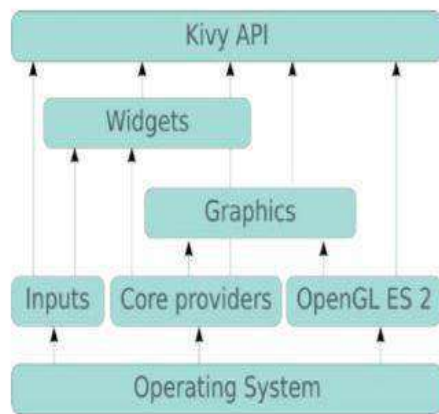 Kivy API
Widgets
Graphics
Inputs
Core providers
OpenGL ES 2
Operating System